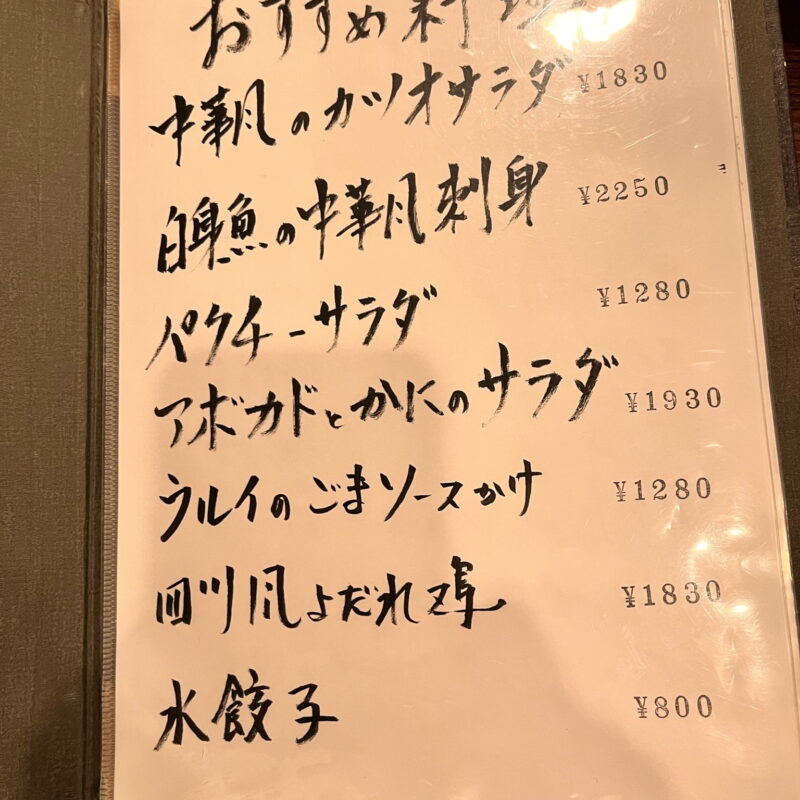 おすすめ料理
中華風のカツオサラダ ¥1830
白身魚の中華風刺身 ¥2250
パクチーサラダ ¥1280
アボカドとかにのサラダ ¥1930
ウルイのごまソースかけ ¥1280
四川風よだれ鶏 ¥1830
水餃子 ¥800